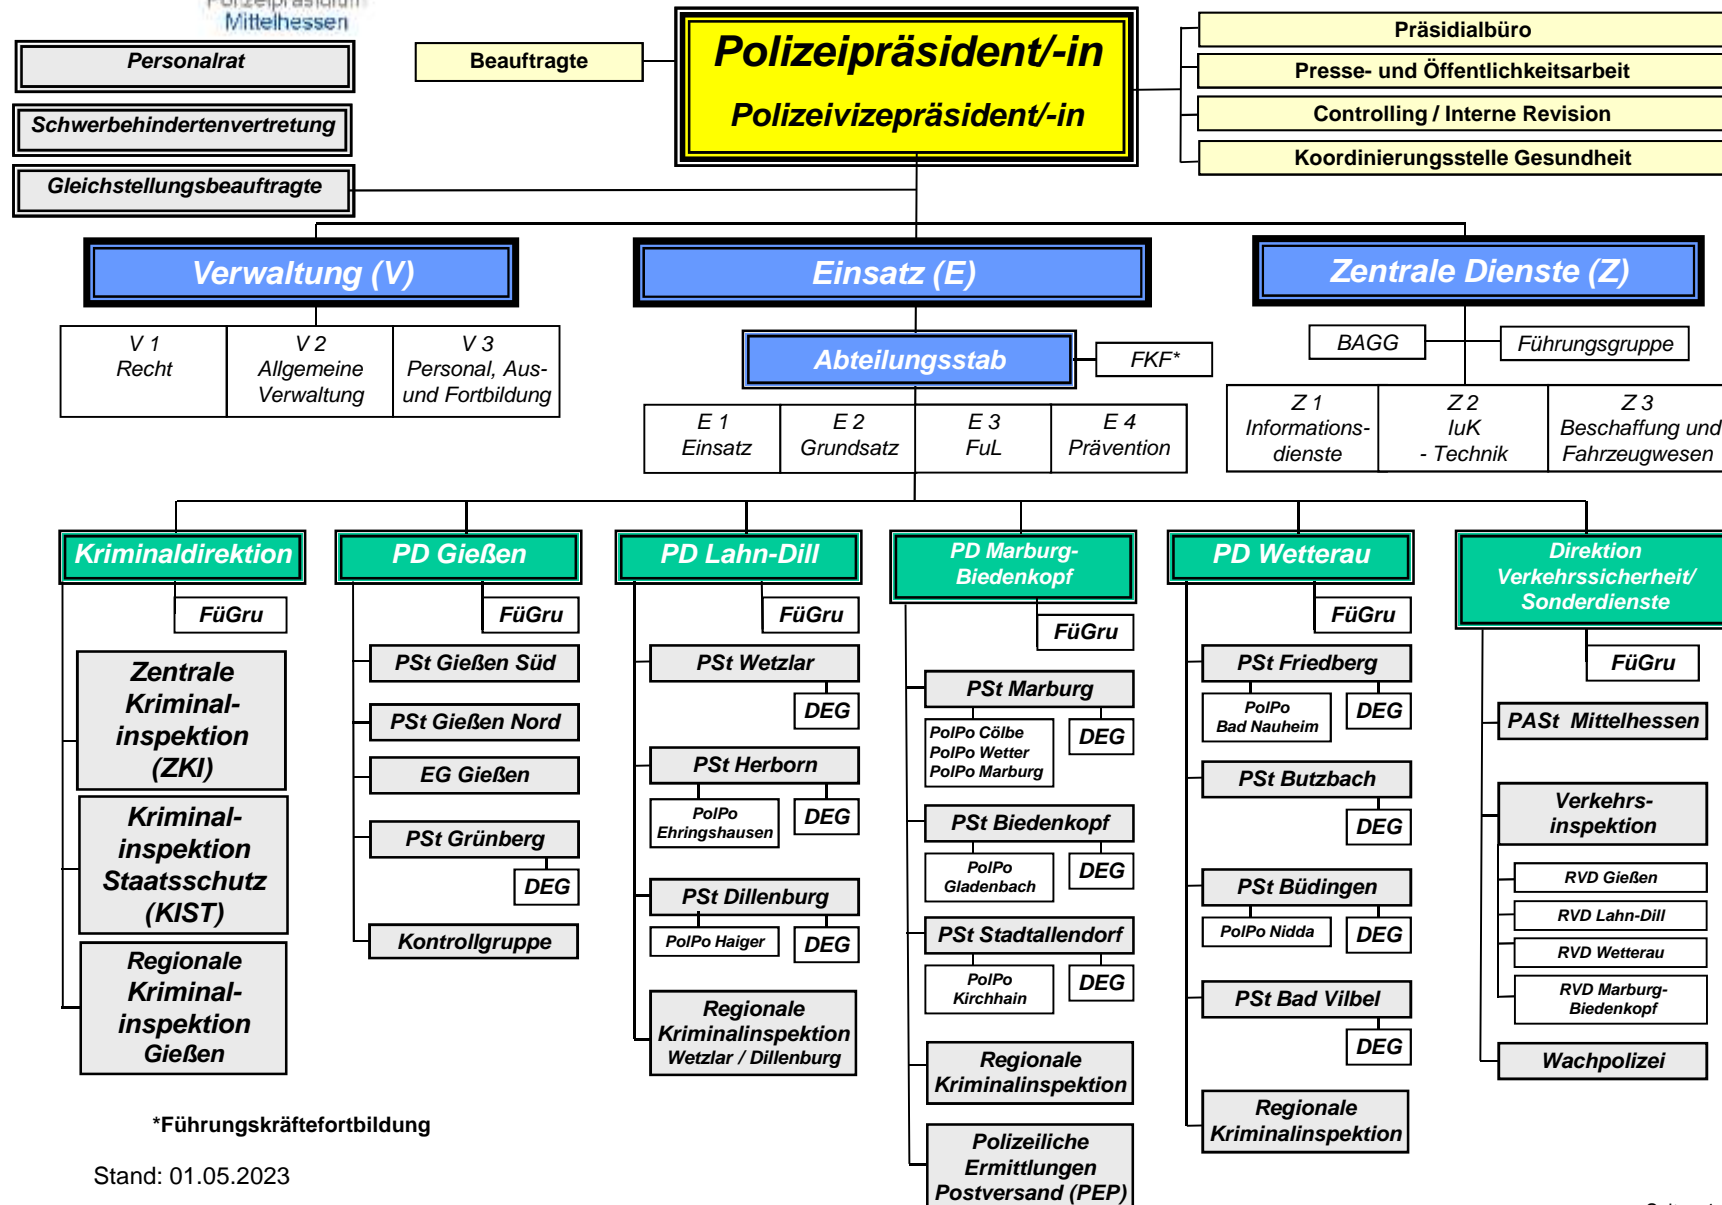 Polizeipräsidium
Mittelhessen
Personalrat
Schwerbehindertenvertretung
Gleichstellungsbeauftragte
Beauftragte
Polizeipräsident/-in
Polizeivizepräsident/-in
Präsidialbüro
Presse- und Öffentlichkeitsarbeit
Controlling / Interne Revision
Koordinierungsstelle Gesundheit
Verwaltung (V)
Einsatz (E)
Zentrale Dienste (Z)
V 1
Recht
V 2
Allgemeine
Verwaltung
V 3
Personal, Aus-
und Fortbildung
Abteilungsstab
FKF*
BAGG
Führungsgruppe
E 1
Einsatz
E 2
Grundsatz
E 3
FuL
E 4
Prävention
Z 1
Informations-
dienste
Z 2
IuK
- Technik
Z 3
Beschaffung und
Fahrzeugwesen
Kriminaldirektion
FüGru
Zentrale
Kriminal-
inspektion
(ZKI)
Kriminal-
inspektion
Staatsschutz
(KIST)
Regionale
Kriminal-
inspektion
Gießen
PD Gießen
FüGru
PSt Gießen Süd
PSt Gießen Nord
EG Gießen
PSt Grünberg
DEG
Kontrollgruppe
PD Lahn-Dill
FüGru
PSt Wetzlar
DEG
PSt Herborn
PolPo
Ehringshausen
DEG
PSt Dillenburg
PolPo Haiger
DEG
Regionale
Kriminalinspektion
Wetzlar / Dillenburg
PD Marburg-
Biedenkopf
FüGru
PSt Marburg
PolPo Cölbe
PolPo Wetter
PolPo Marburg
DEG
PSt Biedenkopf
PolPo
Gladenbach
DEG
PSt Stadtallendorf
PolPo
Kirchhain
DEG
Regionale
Kriminalinspektion
Polizeiliche
Ermittlungen
Postversand (PEP)
PD Wetterau
FüGru
PSt Friedberg
PolPo
Bad Nauheim
DEG
PSt Butzbach
DEG
PSt Büdingen
PolPo Nidda
DEG
PSt Bad Vilbel
DEG
Regionale
Kriminalinspektion
Direktion
Verkehrssicherheit/
Sonderdienste
FüGru
PASt Mittelhessen
Verkehrs-
inspektion
RVD Gießen
RVD Lahn-Dill
RVD Wetterau
RVD Marburg-
Biedenkopf
Wachpolizei
*Führungskräftefortbildung
Stand: 01.05.2023